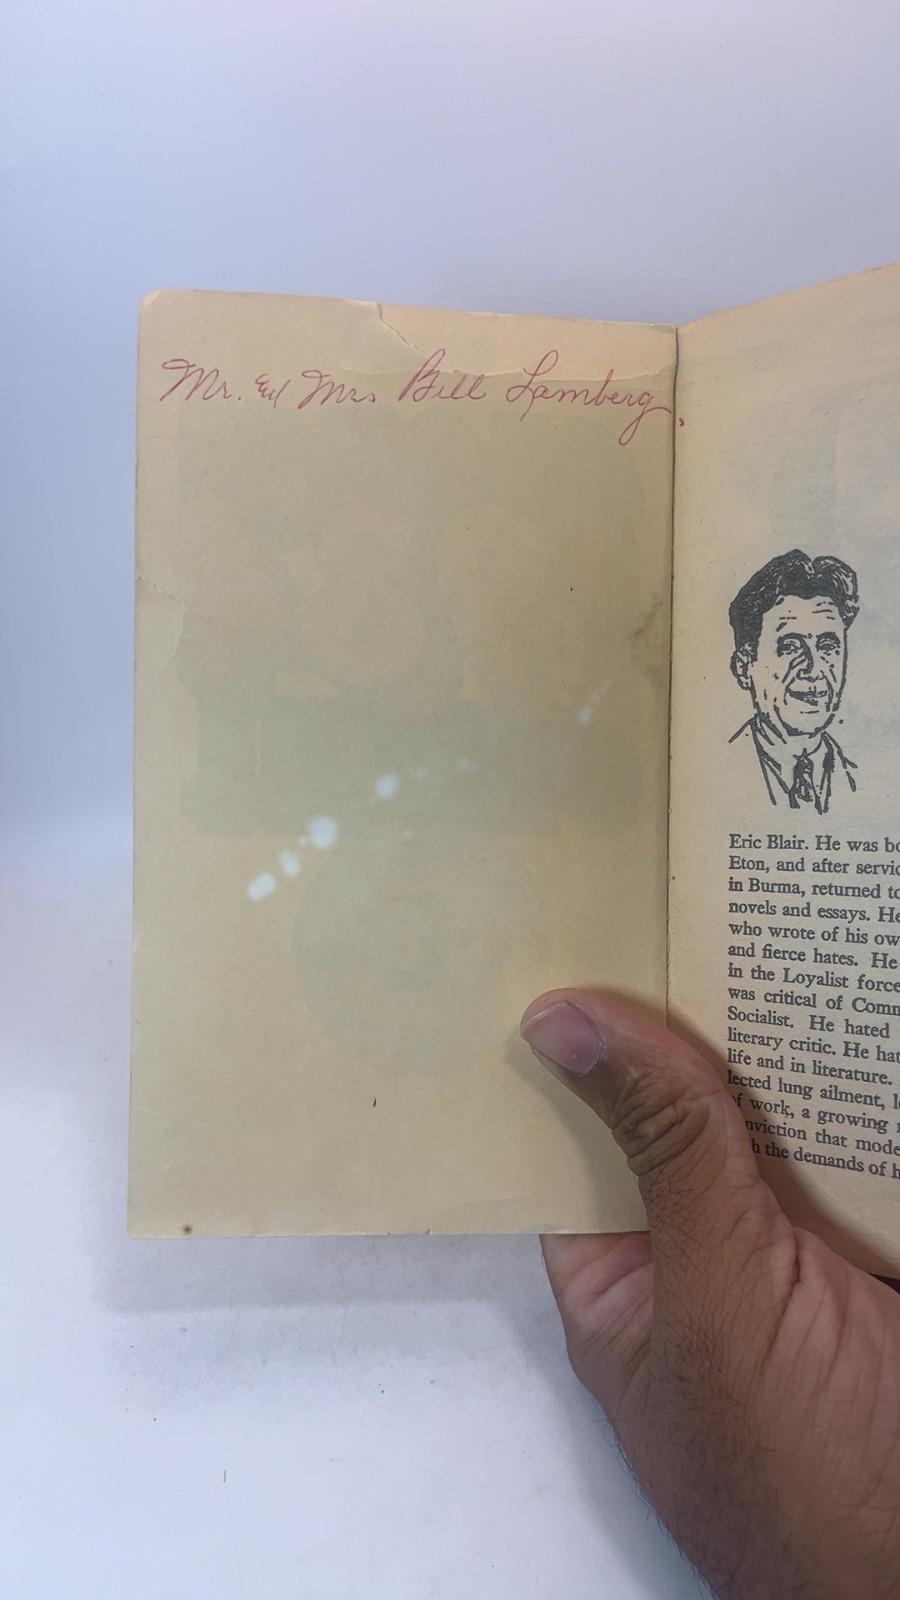 Mr. and Mrs Bill Lamberg.
Eric Blair. He was bo
Eton, and after servic
in Burma, returned to
novels and essays. He
who wrote of his ow
and fierce hates. He
in the Loyalist force
was critical of Comm
Socialist. He hated
literary critic. He hat
life and in literature.
lected lung ailment, l
of work, a growing
nviction that mode
h the demands of h